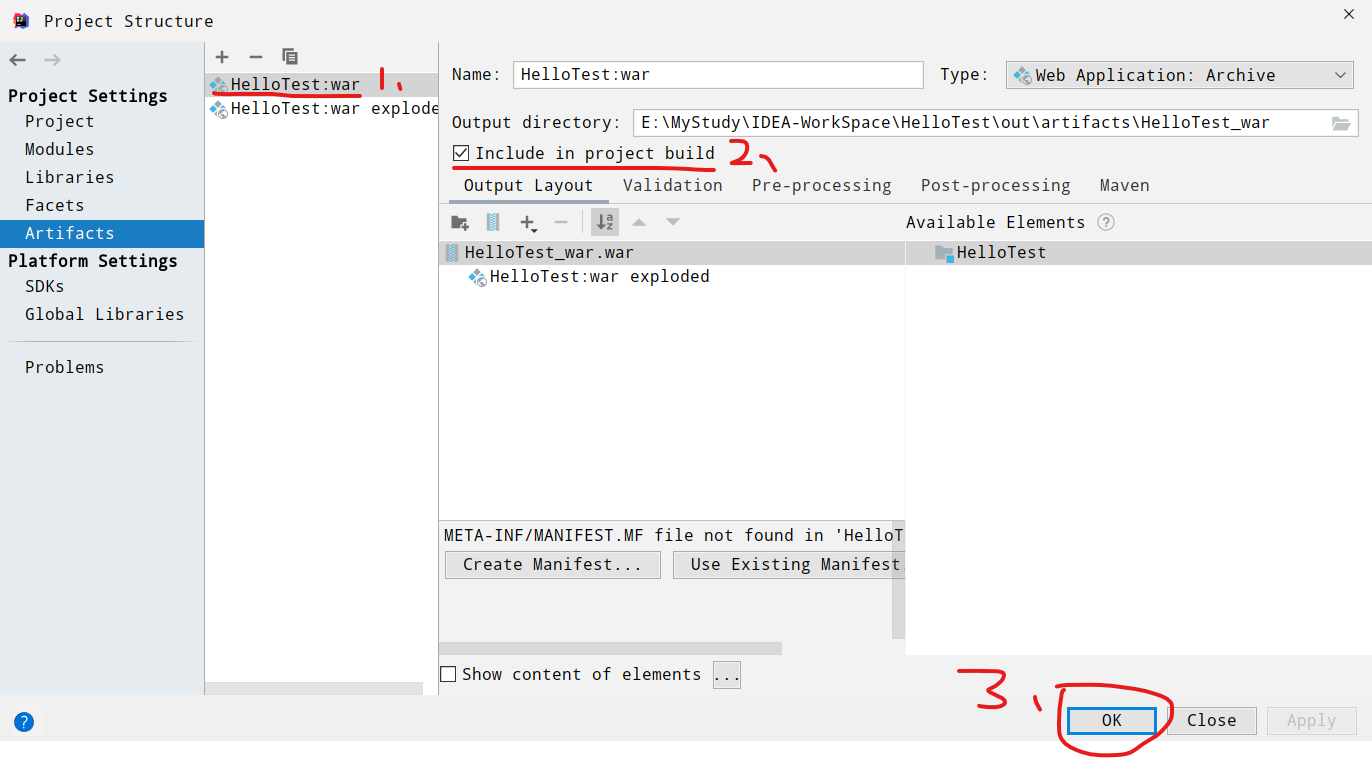 Project Structure
Project Settings
Project
Modules
Libraries
Facets
Artifacts
Platform Settings
SDKs
Global Libraries
Problems
HelloTest:war 1、
HelloTest:war explode
Name: HelloTest:war Type: Web Application: Archive
Output directory: E:\MyStudy\IDEA-WorkSpace\HelloTest\out\artifacts\HelloTest_war
Include in project build 2、
Output Layout Validation Pre-processing Post-processing Maven
Available Elements ?
HelloTest_war.war
HelloTest:war exploded
HelloTest
META-INF/MANIFEST.MF file not found in 'HelloT
Create Manifest... Use Existing Manifest.
Show content of elements ...
3、
? OK Close Apply